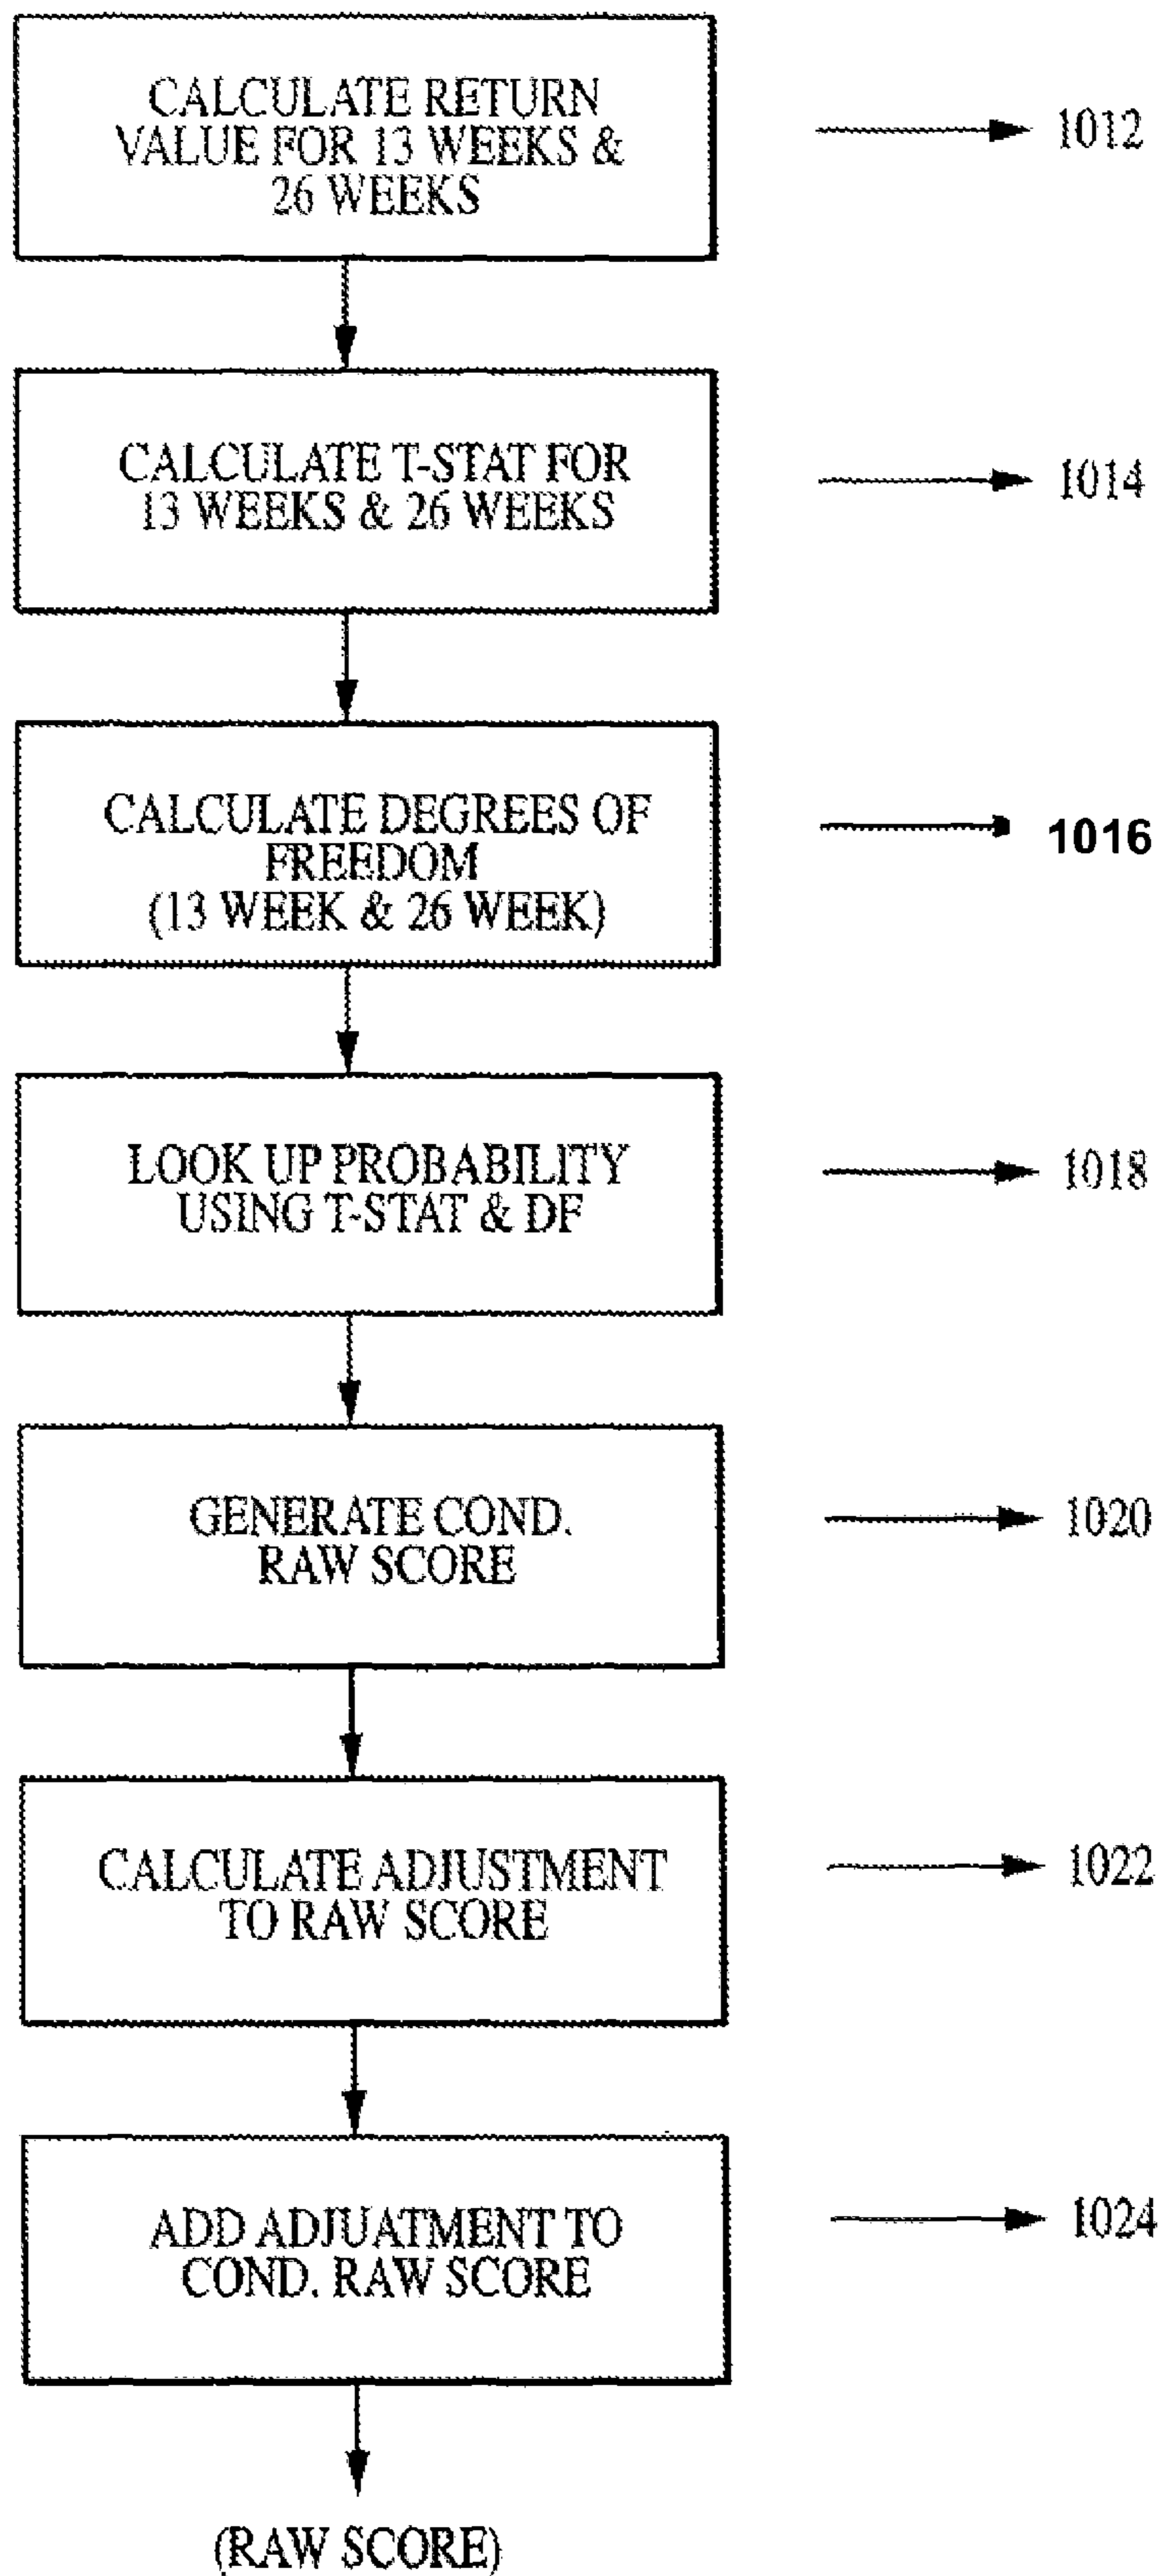 CALCULATE RETURN
VALUE FOR 13 WEEKS &
26 WEEKS
1012
CALCULATE T-STAT FOR
13 WEEKS & 26 WEEKS
1014
CALCULATE DEGREES OF
FREEDOM
(13 WEEK & 26 WEEK)
1016
LOOK UP PROBABILITY
USING T-STAT & DF
1018
GENERATE COND.
RAW SCORE
1020
CALCULATE ADJUSTMENT
TO RAW SCORE
1022
ADD ADJUATMENT TO
COND. RAW SCORE
1024
(RAW SCORE)